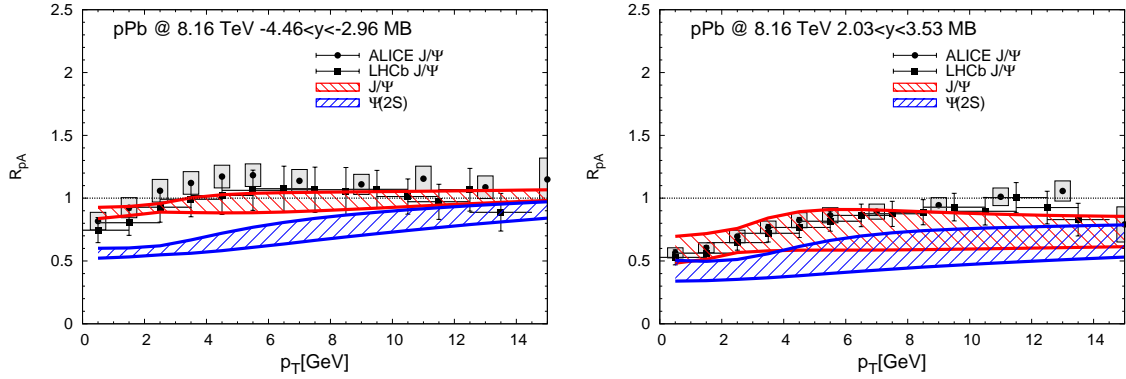 pPb @ 8.16 TeV -4.46<y<-2.96 MB
ALICE J/Ψ
LHCb J/Ψ
J/Ψ
Ψ(2S)
R_pA
2.5
2
1.5
1
0.5
0
0 2 4 6 8 10 12 14
p_T[GeV]
pPb @ 8.16 TeV 2.03<y<3.53 MB
ALICE J/Ψ
LHCb J/Ψ
J/Ψ
Ψ(2S)
R_pA
2.5
2
1.5
1
0.5
0
0 2 4 6 8 10 12 14
p_T[GeV]